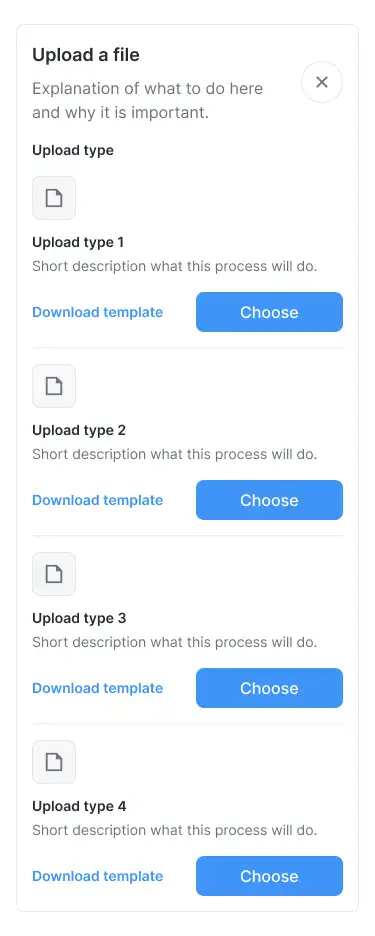 Upload a file
Explanation of what to do here
and why it is important.
Upload type
Upload type 1
Short description what this process will do.
Download template
Choose
Upload type 2
Short description what this process will do.
Download template
Choose
Upload type 3
Short description what this process will do.
Download template
Choose
Upload type 4
Short description what this process will do.
Download template
Choose